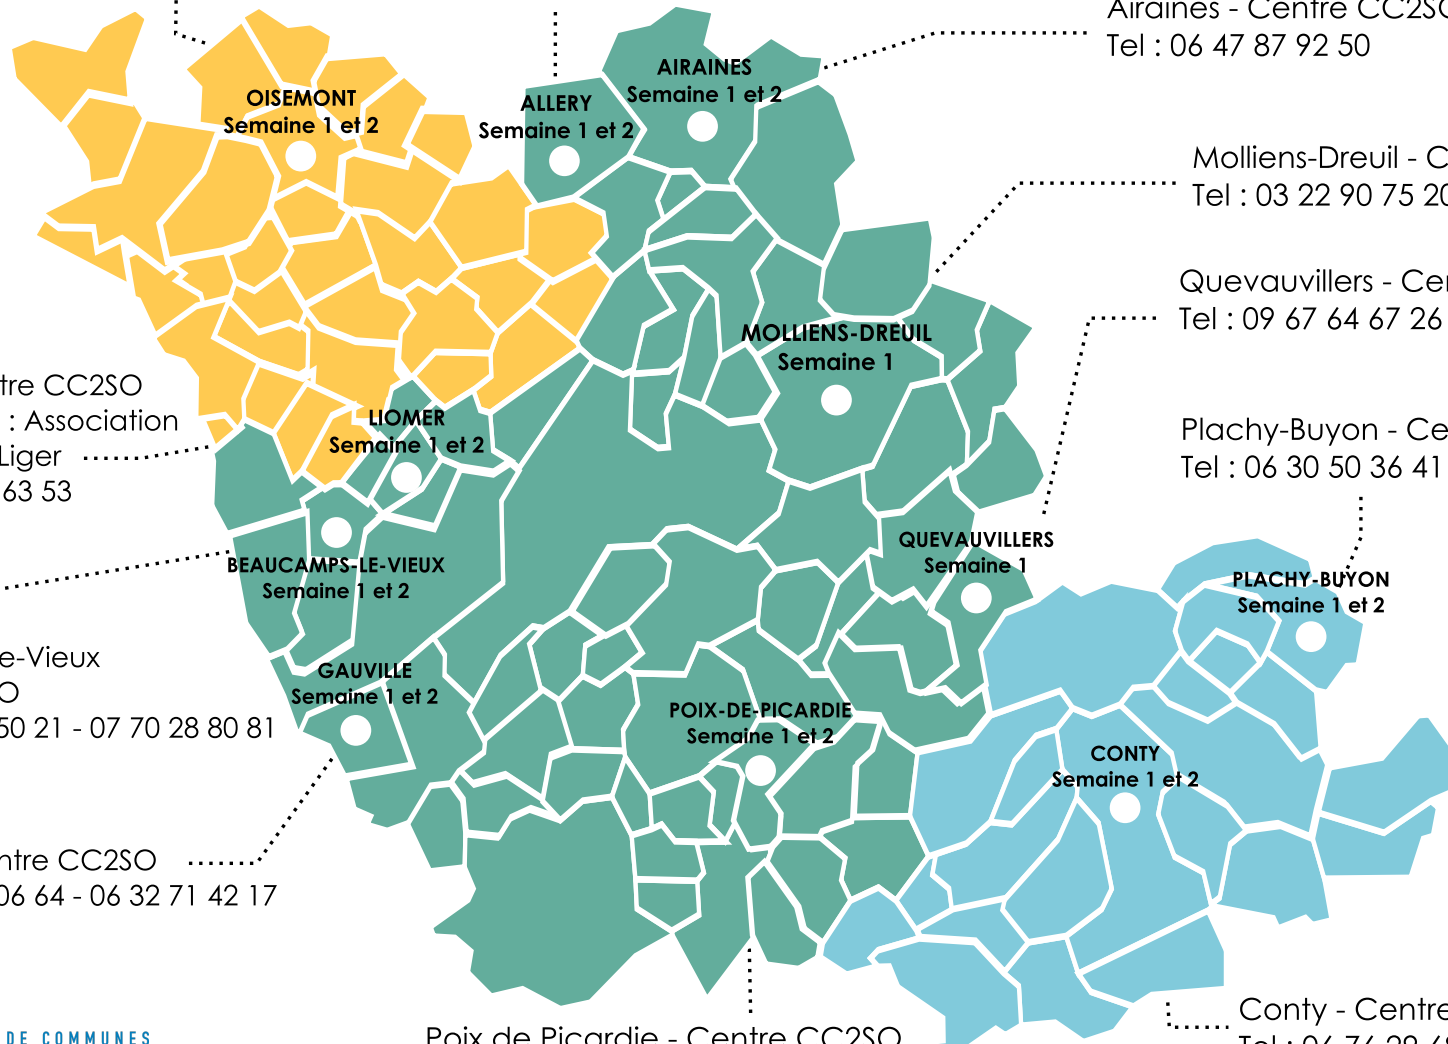 Airaines - Centre CC2SO
Tel : 06 47 87 92 50
AIRAINES
Semaine 1 et 2
OISEMONT
Semaine 1 et 2
ALLERY
Semaine 1 et 2
Molliens-Dreuil - C
Tel : 03 22 90 75 20
Quevauvillers - Cen
Tel : 09 67 64 67 26
MOLLIENS-DREUIL
Semaine 1
tre CC2SO
: Association
Liger
63 53
LIOMER
Semaine 1 et 2
Plachy-Buyon - Ce
Tel : 06 30 50 36 41
QUEVAUVILLERS
Semaine 1
BEAUCAMPS-LE-VIEUX
Semaine 1 et 2
PLACHY-BUYON
Semaine 1 et 2
e-Vieux
O
50 21 - 07 70 28 80 81
GAUVILLE
Semaine 1 et 2
POIX-DE-PICARDIE
Semaine 1 et 2
CONTY
Semaine 1 et 2
ntre CC2SO
06 64 - 06 32 71 42 17
Conty - Centre
Tel : 06 76
DE COMMUNES
Poix de Picardie - Centre CC2SO